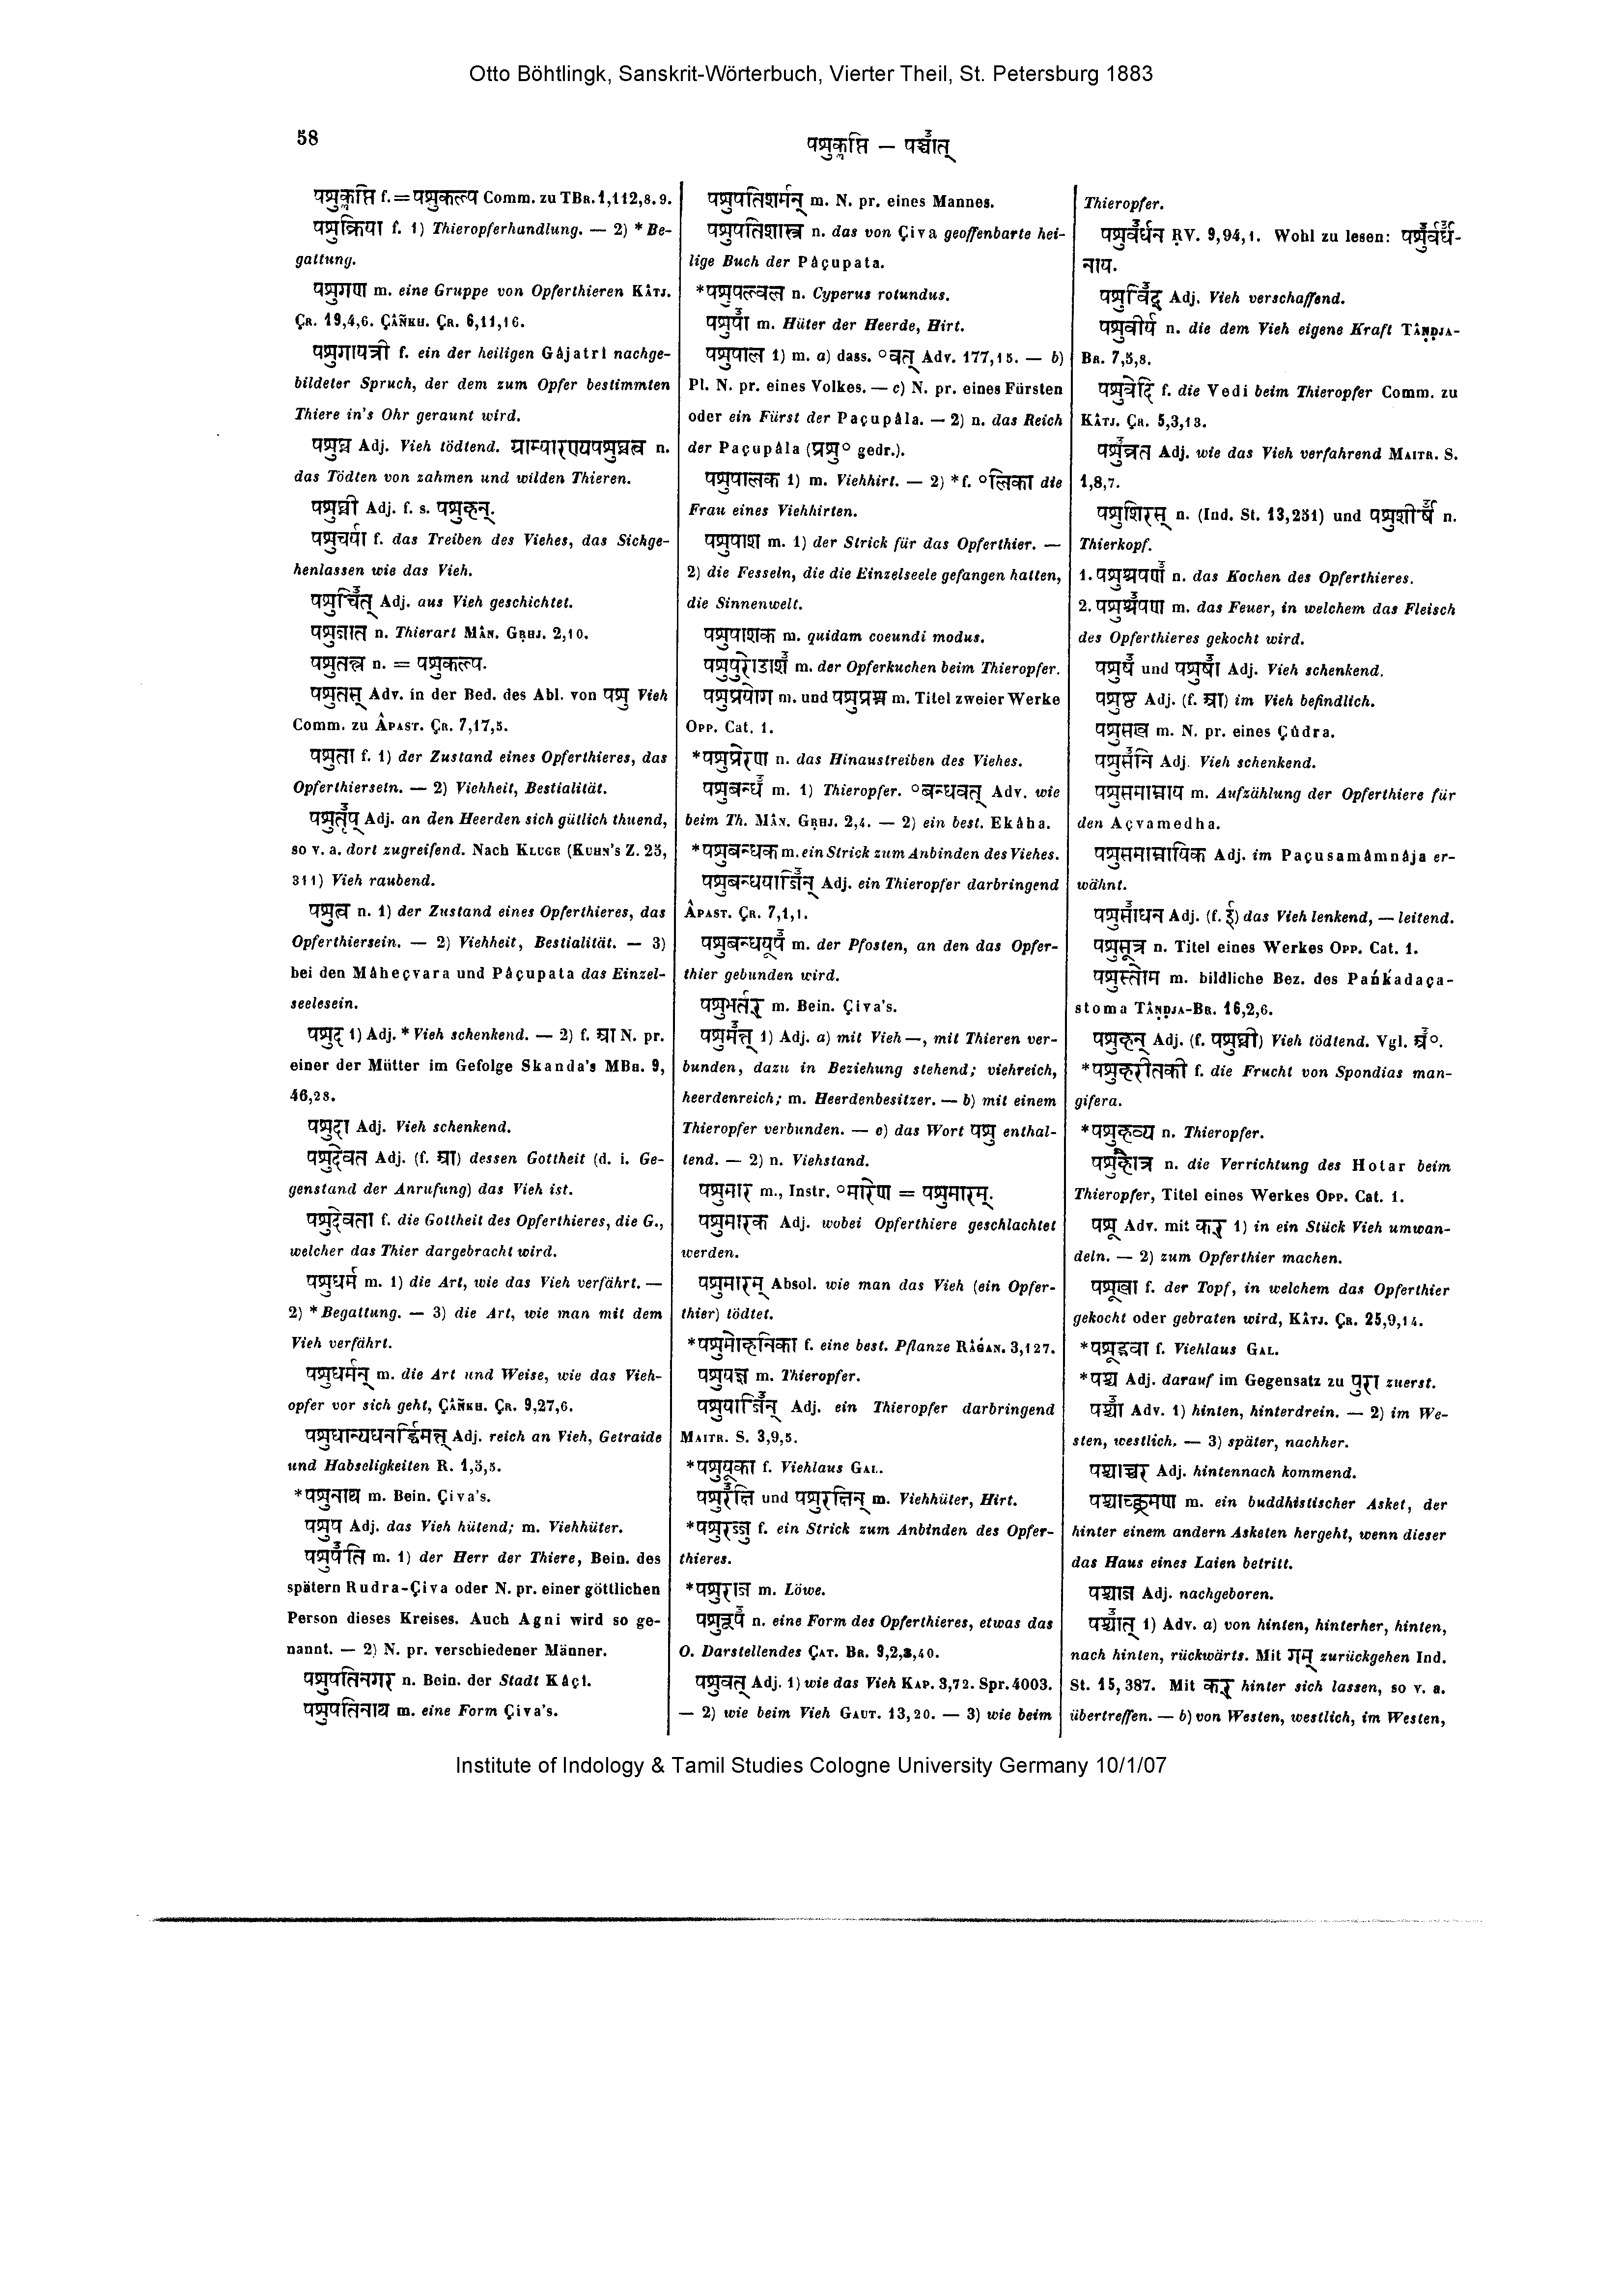 Otto Böhtlingk, Sanskrit-Wörterbuch, Vierter Theil, St. Petersburg 1883
58
पशुक्लृप्ति — पश्चात्
पशुक्लृप्ति f. = पशुकल्प Comm. zu TBR. 1,112,8. 9.
पशुक्रिया f. 1) Thieropferhandlung. — 2) * Be-
gattung.
पशुगण m. eine Gruppe von Opferthieren KÂTJ.
ÇR. 19,4,6. ÇÂÑKH. ÇR. 6,11,16.
पशुगायत्री f. ein der heiligen Gâjatrî nachge-
bildeter Spruch, der dem zum Opfer bestimmten
Thiere in's Ohr geraunt wird.
पशुघ्न Adj. Vieh tödtend. ग्राम्यारण्यपशुघ्नत्व n.
das Tödten von zahmen und wilden Thieren.
पशुघ्नी Adj. f. s. पशुहन्.
पशुचर्या f. das Treiben des Viehes, das Sichge-
henlassen wie das Vieh.
पशुचित् Adj. aus Vieh geschichtet.
पशुजात n. Thierart MÂN. GṚHJ. 2,10.
पशुतन्त्र n. = पशुकल्प.
पशुतस् Adv. in der Bed. des Abl. von पशु Vieh
Comm. zu ÂPAST. ÇR. 7,17,5.
पशुता f. 1) der Zustand eines Opferthieres, das
Opferthiersein. — 2) Viehheit, Bestialität.
पशुतृप् Adj. an den Heerden sich gütlich thuend,
so v. a. dort zugreifend. Nach KLUGE (KUHN's Z. 25,
311) Vieh raubend.
पशुत्व n. 1) der Zustand eines Opferthieres, das
Opferthiersein. — 2) Viehheit, Bestialität. — 3)
bei den Mâheçvara und Pâçupata das Einzel-
seelesein.
पशुद 1) Adj. * Vieh schenkend. — 2) f. आ N. pr.
einer der Mütter im Gefolge Skanda's MBH. 9,
46,28.
पशुदा Adj. Vieh schenkend.
पशुदेवत Adj. (f. आ) dessen Gottheit (d. i. Ge-
genstand der Anrufung) das Vieh ist.
पशुदेवता f. die Gottheit des Opferthieres, die G.,
welcher das Thier dargebracht wird.
पशुधर्म m. 1) die Art, wie das Vieh verfährt. —
2) * Begattung. — 3) die Art, wie man mit dem
Vieh verfährt.
पशुधर्मन् m. die Art und Weise, wie das Vieh-
opfer vor sich geht, ÇÂÑKH. ÇR. 9,27,6.
पशुधान्यधनर्द्धिमत् Adj. reich an Vieh, Getraide
und Habseligkeiten R. 1,5,5.
*पशुनाथ m. Bein. Çiva's.
पशुप Adj. das Vieh hütend; m. Viehhüter.
पशुपति m. 1) der Herr der Thiere, Bein. des
spätern Rudra-Çiva oder N. pr. einer göttlichen
Person dieses Kreises. Auch Agni wird so ge-
nannt. — 2) N. pr. verschiedener Männer.
पशुपतिनगर n. Bein. der Stadt Kâçî.
पशुपतिनाथ m. eine Form Çiva's.
पशुपतिशर्मन् m. N. pr. eines Mannes.
पशुपतिशास्त्र n. das von Çiva geoffenbarte hei-
lige Buch der Pâçupata.
*पशुपल्वल n. Cyperus rotundus.
पशुपा m. Hüter der Heerde, Hirt.
पशुपाल 1) m. a) dass. °वत् Adv. 177,15. — b)
Pl. N. pr. eines Volkes. — c) N. pr. eines Fürsten
oder ein Fürst der Paçupâla. — 2) n. das Reich
der Paçupâla (प्रशु° gedr.).
पशुपालक 1) m. Viehhirt. — 2) *f. °लिका die
Frau eines Viehhirten.
पशुपाश m. 1) der Strick für das Opferthier. —
2) die Fesseln, die die Einzelseele gefangen halten,
die Sinnenwelt.
पशुपाशक m. quidam coeundi modus.
पशुपुरोडाश m. der Opferkuchen beim Thieropfer.
पशुप्रयोग m. und पशुप्रश्न m. Titel zweier Werke
OPP. Cat. 1.
*पशुप्रेरण n. das Hinaustreiben des Viehes.
पशुबन्ध m. 1) Thieropfer. °बन्धवत् Adv. wie
beim Th. MÂN. GṚHJ. 2,4. — 2) ein best. Ekâha.
*पशुबन्धक m. ein Strick zum Anbinden des Viehes.
पशुबन्धयाजिन् Adj. ein Thieropfer darbringend
ÂPAST. ÇR. 7,1,1.
पशुबन्धयूप m. der Pfosten, an den das Opfer-
thier gebunden wird.
पशुभर्तर् m. Bein. Çiva's.
पशुमत् 1) Adj. a) mit Vieh —, mit Thieren ver-
bunden, dazu in Beziehung stehend; viehreich,
heerdenreich; m. Heerdenbesitzer. — b) mit einem
Thieropfer verbunden. — c) das Wort पशु enthal-
tend. — 2) n. Viehstand.
पशुमार m., Instr. °मारेण = पशुमारम्.
पशुमारक Adj. wobei Opferthiere geschlachtet
werden.
पशुमारम् Absol. wie man das Vieh (ein Opfer-
thier) tödtet.
*पशुमोहनिका f. eine best. Pflanze RÂǴAN. 3,127.
पशुयज्ञ m. Thieropfer.
पशुयाजिन् Adj. ein Thieropfer darbringend
MAITR. S. 3,9,5.
*पशुयूका f. Viehlaus GAL.
पशुरक्षि und पशुरक्षिन् m. Viehhüter, Hirt.
*पशुरज्जु f. ein Strick zum Anbinden des Opfer-
thieres.
*पशुराज m. Löwe.
पशुरूप n. eine Form des Opferthieres, etwas das
O. Darstellendes ÇAT. BR. 9,2,3,40.
पशुवत् Adj. 1) wie das Vieh KAP. 3,72. Spr. 4003.
— 2) wie beim Vieh GAUT. 13,20. — 3) wie beim
Thieropfer.
पशुवर्धन ṚV. 9,94,1. Wohl zu lesen: पशुर्वर्ध-
नाय.
पशुविद् Adj. Vieh verschaffend.
पशुवीर्य n. die dem Vieh eigene Kraft TÂṆḌJA-
BR. 7,5,8.
पशुवेदि f. die Vedi beim Thieropfer Comm. zu
KÂTJ. ÇR. 5,3,13.
पशुव्रत Adj. wie das Vieh verfahrend MAITR. S.
1,8,7.
पशुशिरस् n. (Ind. St. 13,251) und पशुशीर्ष n.
Thierkopf.
1. पशुश्रपण n. das Kochen des Opferthieres.
2. पशुश्रपण m. das Feuer, in welchem das Fleisch
des Opferthieres gekocht wird.
पशुष und पशुषा Adj. Vieh schenkend.
पशुष्ठ Adj. (f. आ) im Vieh befindlich.
पशुसख m. N. pr. eines Çûdra.
पशुसनि Adj. Vieh schenkend.
पशुसमाम्नाय m. Aufzählung der Opferthiere für
den Açvamedha.
पशुसमाम्नायिक Adj. im Paçusamâmnâja er-
wähnt.
पशुसाधन Adj. (f. ई) das Vieh lenkend, — leitend.
पशुसूत्र n. Titel eines Werkes OPP. Cat. 1.
पशुस्तोम m. bildliche Bez. des Pańḱadaça-
stoma TÂṆḌJA-BR. 16,2,6.
पशुहन् Adj. (f. पशुघ्नी) Vieh tödtend. Vgl. अ°.
*पशुहरीतकी f. die Frucht von Spondias man-
gifera.
*पशुहव्य n. Thieropfer.
पशुहौत्र n. die Verrichtung des Hotar beim
Thieropfer, Titel eines Werkes OPP. Cat. 1.
पशू Adv. mit कर् 1) in ein Stück Vieh umwan-
deln. — 2) zum Opferthier machen.
पशूखा f. der Topf, in welchem das Opferthier
gekocht oder gebraten wird, KÂTJ. ÇR. 25,9,14.
*पशूद्भवा f. Viehlaus GAL.
*पश्च Adj. darauf im Gegensatz zu पुरा zuerst.
पश्चा Adv. 1) hinten, hinterdrein. — 2) im We-
sten, westlich. — 3) später, nachher.
पश्चाच्चर Adj. hintennach kommend.
पश्चाच्छ्रमण m. ein buddhistischer Asket, der
hinter einem andern Asketen hergeht, wenn dieser
das Haus eines Laien betritt.
पश्चाज Adj. nachgeboren.
पश्चात् 1) Adv. a) von hinten, hinterher, hinten,
nach hinten, rückwärts. Mit गम् zurückgehen Ind.
St. 15, 387. Mit कर् hinter sich lassen, so v. a.
übertreffen. — b) von Westen, westlich, im Westen,
Institute of Indology & Tamil Studies Cologne University Germany 10/1/07